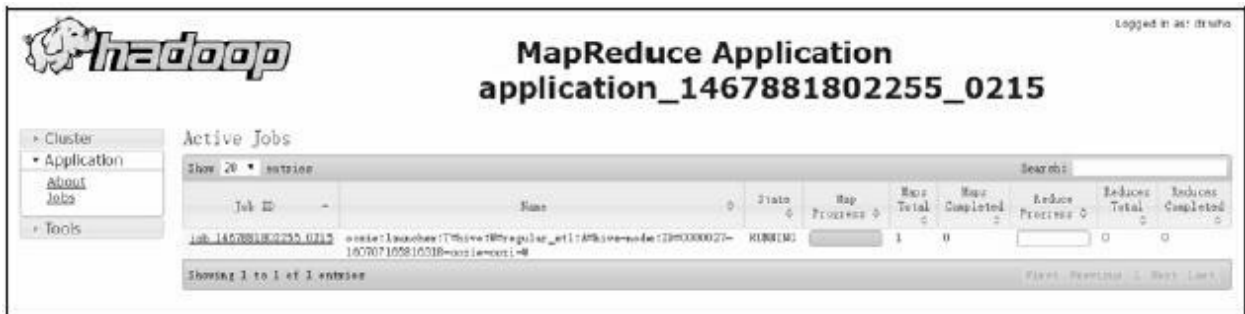 Logged in as: dr.who
hadoop
MapReduce Application
application_1467881802255_0215
Cluster
Application
About
Jobs
Tools
Active Jobs
Show 20 entries
Search:
Job ID
Name
State
Map Progress
Maps Total
Maps Completed
Reduce Progress
Reduces Total
Reduces Completed
job_1467881802255_0215
RUNNING
1
0
0
0
Showing 1 to 1 of 1 entries
First Previous 1 Next Last